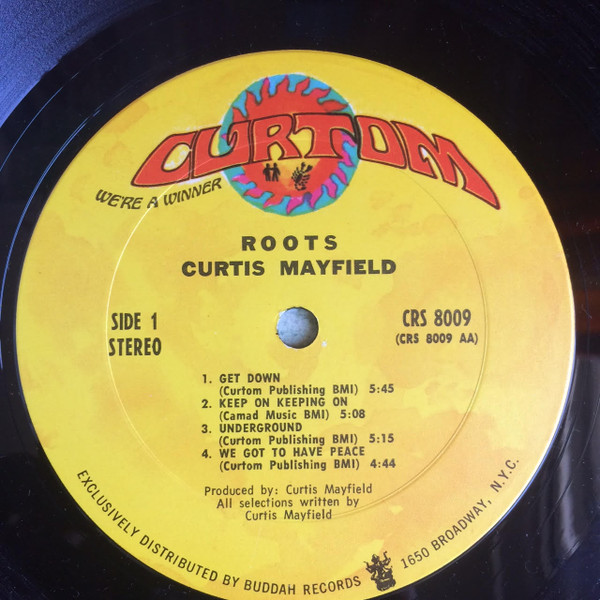 CURTOM
WE'RE A WINNER
ROOTS
CURTIS MAYFIELD
SIDE 1
STEREO
CRS 8009
(CRS 8009 AA)
1. GET DOWN
(Curtom Publishing BMI) 5:45
2. KEEP ON KEEPING ON
(Camad Music BMI) 5:08
3. UNDERGROUND
(Curtom Publishing BMI) 5:15
4. WE GOT TO HAVE PEACE
(Curtom Publishing BMI) 4:44
Produced by: Curtis Mayfield
All selections written by
Curtis Mayfield
EXCLUSIVELY DISTRIBUTED BY BUDDAH RECORDS 1650 BROADWAY, N.Y.C.